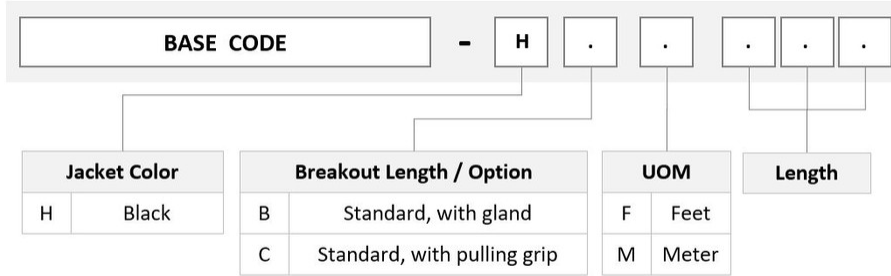 BASE CODE - H . . . . .
Jacket Color Breakout Length / Option UOM Length
H Black B Standard, with gland F Feet
C Standard, with pulling grip M Meter